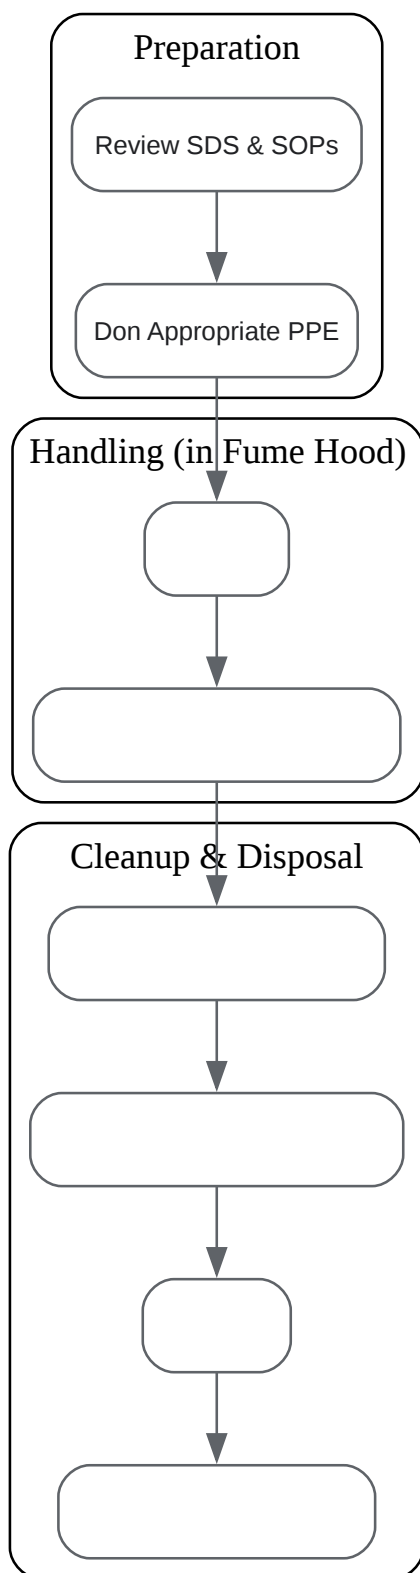 Preparation
Review SDS & SOPs
Don Appropriate PPE
Handling (in Fume Hood)
Cleanup & Disposal